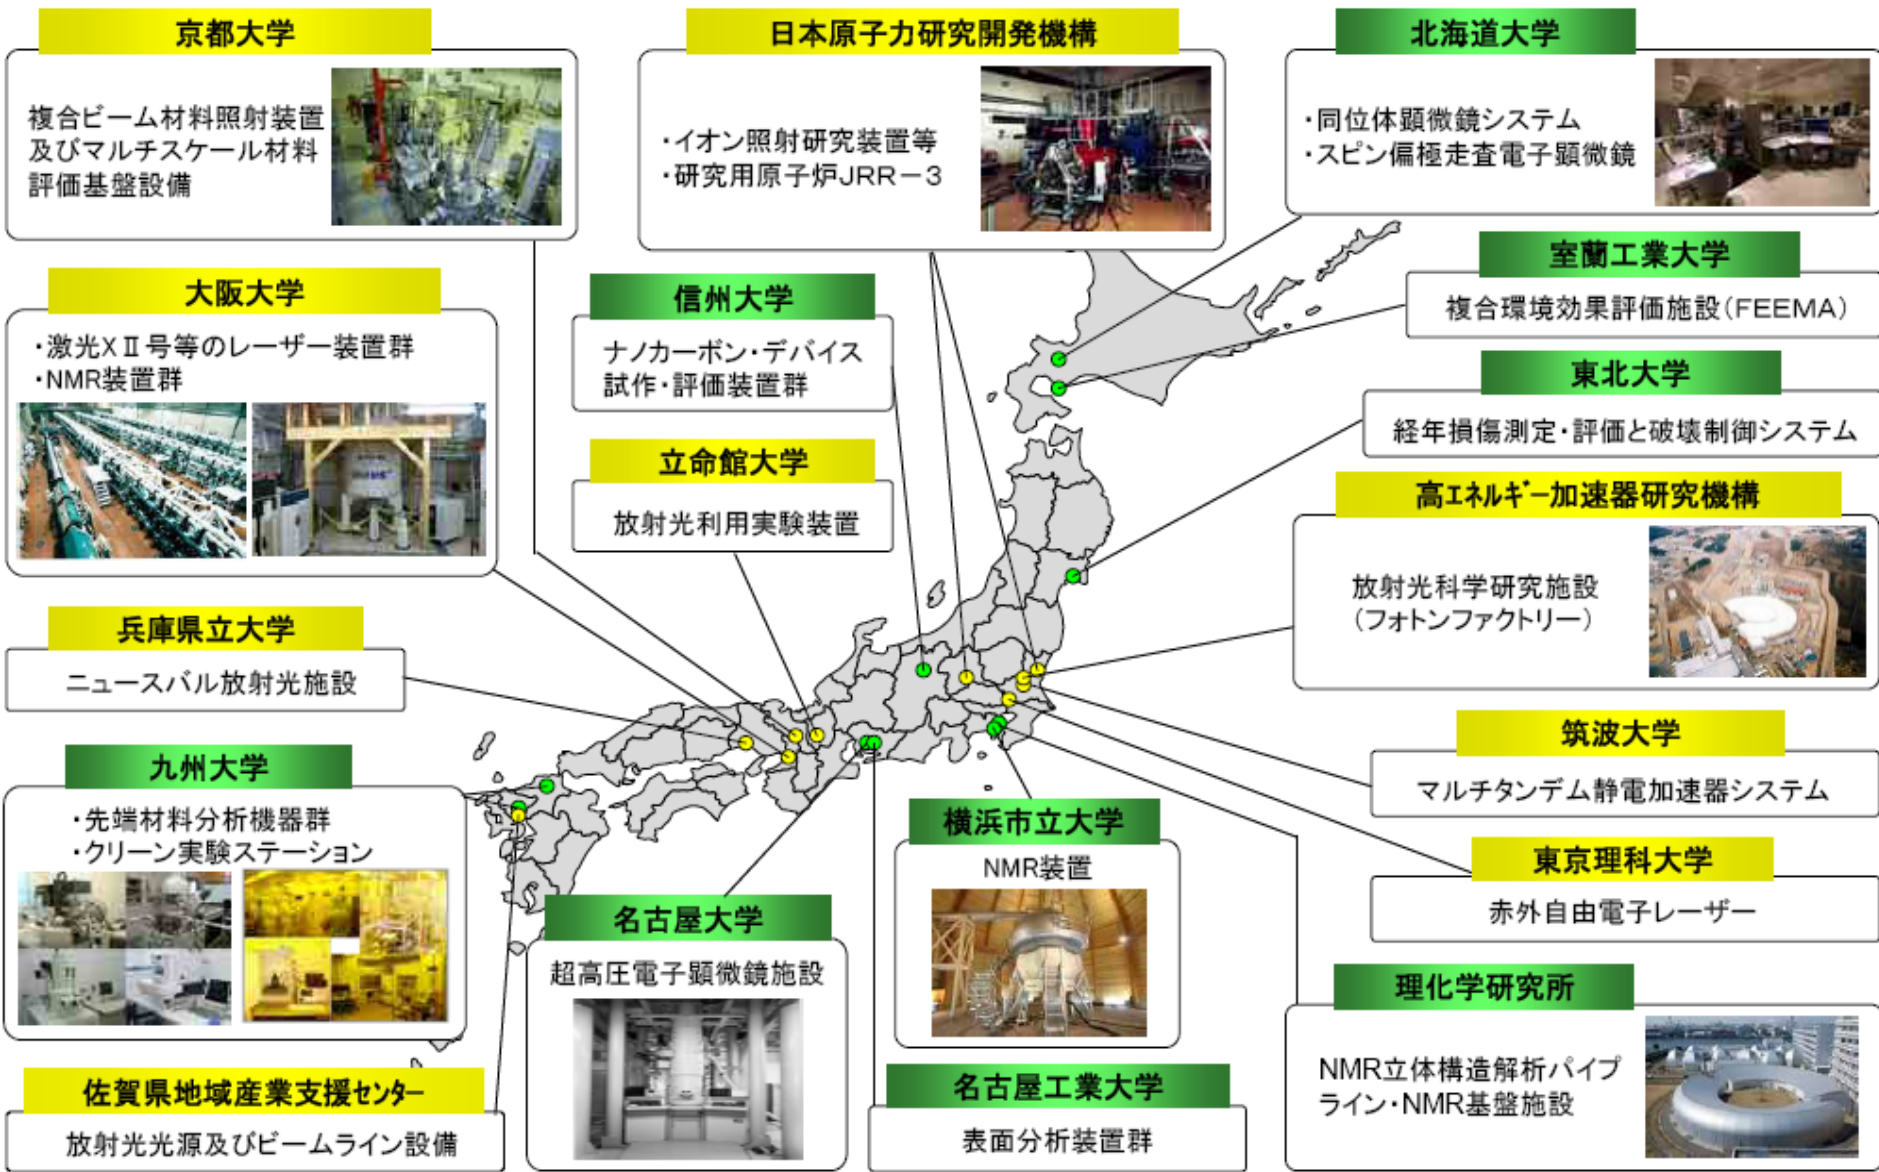 京都大学
複合ビーム材料照射装置
及びマルチスケール材料
評価基盤設備
日本原子力研究開発機構
・イオン照射研究装置等
・研究用原子炉JRR－3
北海道大学
・同位体顕微鏡システム
・スピン偏極走査電子顕微鏡
大阪大学
・激光XⅡ号等のレーザー装置群
・NMR装置群
信州大学
ナノカーボン・デバイス
試作・評価装置群
室蘭工業大学
複合環境効果評価施設（FEEMA）
東北大学
経年損傷測定・評価と破壊制御システム
立命館大学
放射光利用実験装置
高エネルギー加速器研究機構
放射光科学研究施設
（フォトンファクトリー）
兵庫県立大学
ニュースバル放射光施設
筑波大学
マルチタンデム静電加速器システム
九州大学
・先端材料分析機器群
・クリーン実験ステーション
横浜市立大学
NMR装置
東京理科大学
赤外自由電子レーザー
名古屋大学
超高圧電子顕微鏡施設
理化学研究所
NMR立体構造解析パイプ
ライン・NMR基盤施設
佐賀県地域産業支援センター
放射光光源及びビームライン設備
名古屋工業大学
表面分析装置群